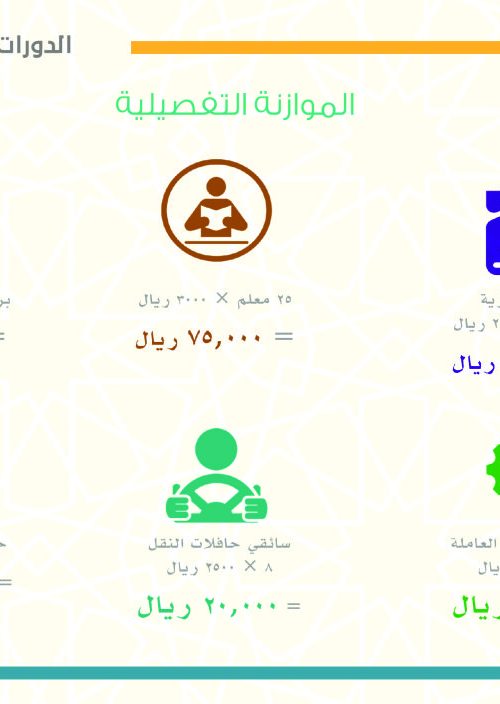 الدورات
الموازنة التفصيلية
٢٥ معلم × ٣٠٠٠ ريال
= ٧٥,٠٠٠ ريال
ريال
ريال
سائقي حافلات النقل
٨ × ٢٥٠٠ ريال
= ٢٠,٠٠٠ ريال
العاملة
ريال